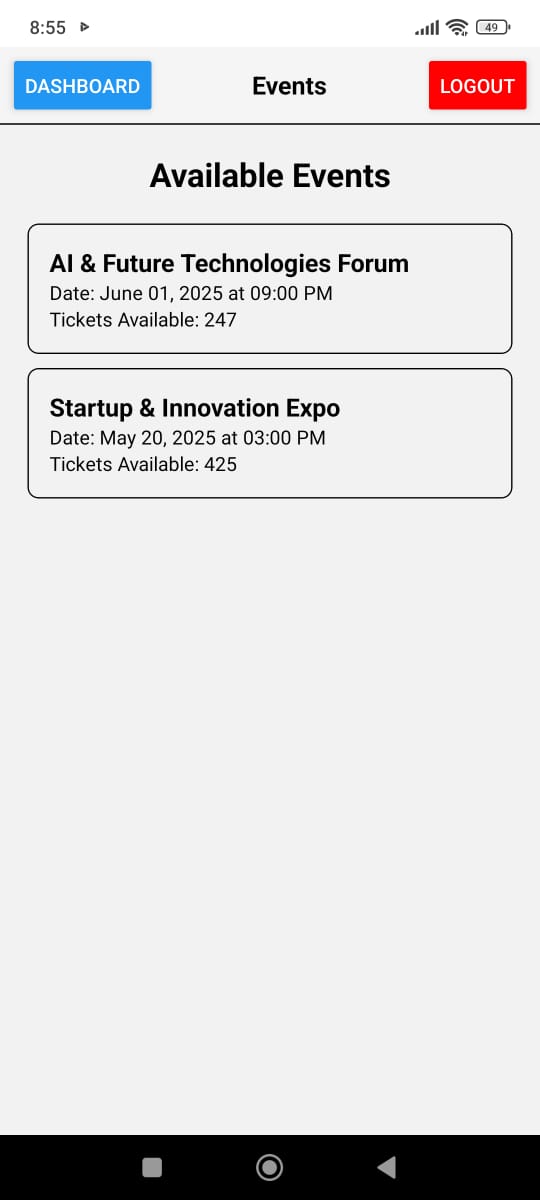 8:55
49
DASHBOARD
Events
LOGOUT
Available Events
AI & Future Technologies Forum
Date: June 01, 2025 at 09:00 PM
Tickets Available: 247
Startup & Innovation Expo
Date: May 20, 2025 at 03:00 PM
Tickets Available: 425